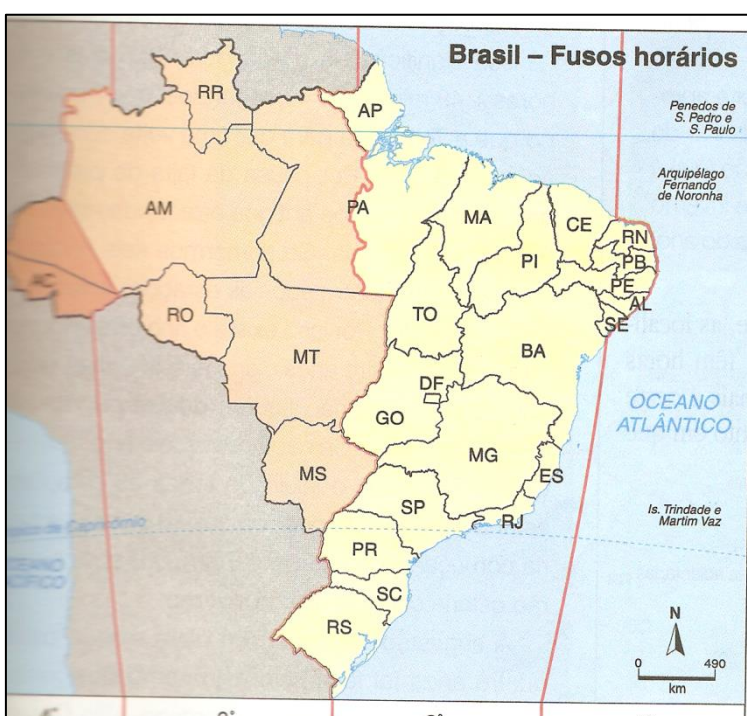 Brasil – Fusos horários
Penedos de
S. Pedro e
S. Paulo
Arquipélago
Fernando
de Noronha
RR
AP
AM
PA
MA
CE
RN
PB
PE
AL
SE
PI
AC
RO
TO
BA
MT
DF
GO
MG
ES
MS
SP
RJ
PR
SC
RS
OCEANO
ATLÂNTICO
Is. Trindade e
Martim Vaz
N
0 490
km